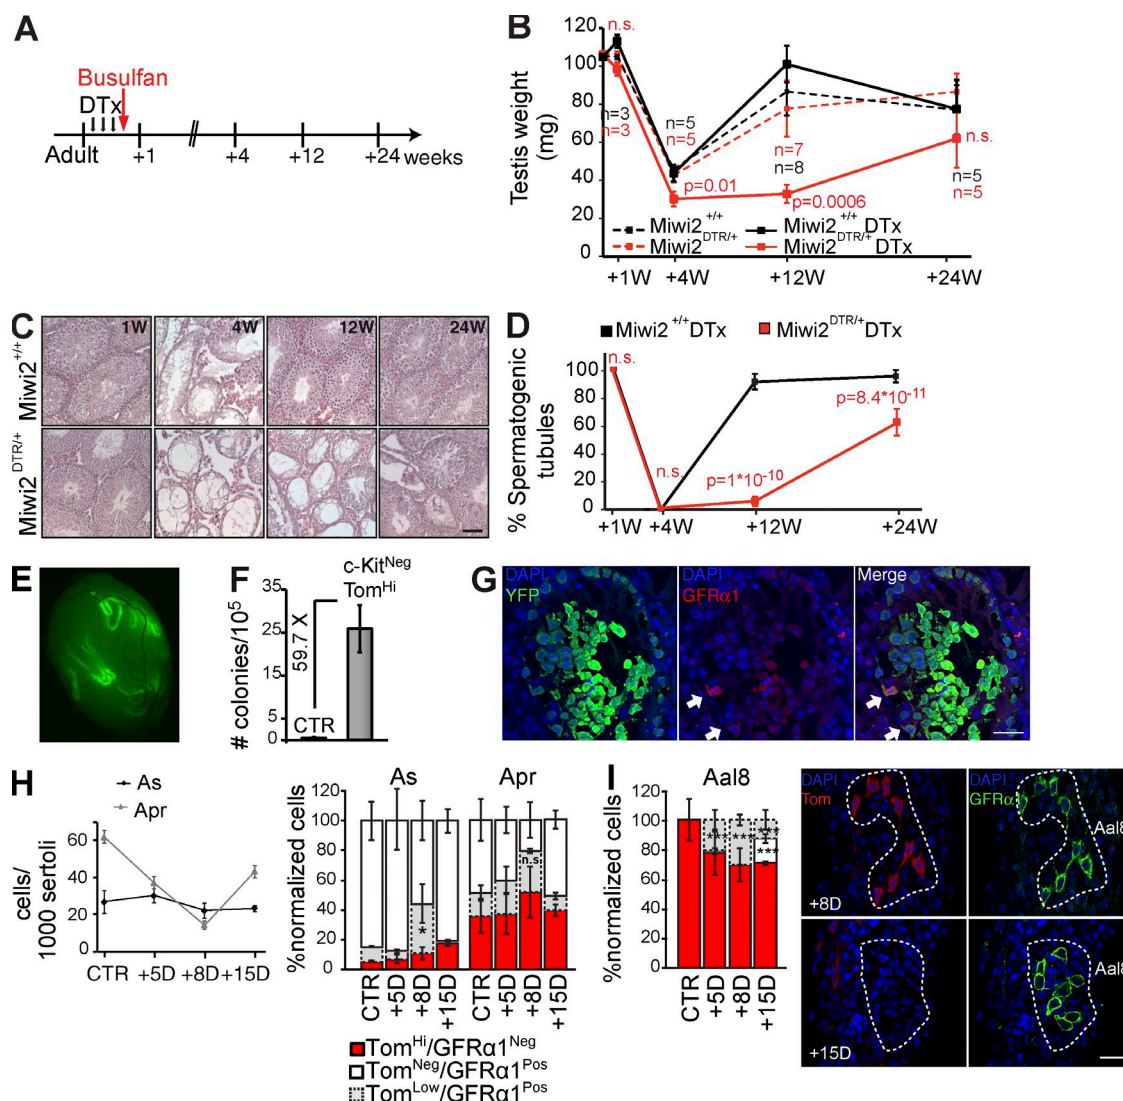 A
Busulfan
DTx
Adult
+1
+4
+12
+24 weeks
B
Testis weight
(mg)
120
100
80
60
40
20
0
n.s.
n=3
n=3
n=5
n=5
p=0.01
n=7
n=8
p=0.0006
n.s.
n=5
n=5
Miwi2+/+
Miwi2+/+ DTx
Miwi2DTR/+
Miwi2DTR/+ DTx
+1W
+4W
+12W
+24W
C
1W
4W
12W
24W
Miwi2+/+
Miwi2DTR/+
D
Miwi2+/+DTx
Miwi2DTR/+DTx
% Spermatogenic
tubules
100
80
60
40
20
0
n.s.
n.s.
p=1*10-10
p=8.4*10-11
+1W
+4W
+12W
+24W
E
F
# colonies/105
35
25
15
5
0
59.7 X
CTR
c-KitNeg
TomHi
G
DAPI
YFP
DAPI
GFRα1
Merge
H
As
Apr
cells/
1000 sertoli
60
40
20
0
CTR
+5D
+8D
+15D
As
Apr
%normalized cells
100
80
60
40
20
0
*
n.s
CTR
+5D
+8D
+15D
CTR
+5D
+8D
+15D
TomHi/GFRα1Neg
TomNeg/GFRα1Pos
TomLow/GFRα1Pos
I
Aal8
%normalized cells
100
80
60
40
20
0
***
***
***
***
CTR
+5D
+8D
+15D
DAPI
Tom
DAPI
GFRα1
Aal8
+8D
Aal8
+15D